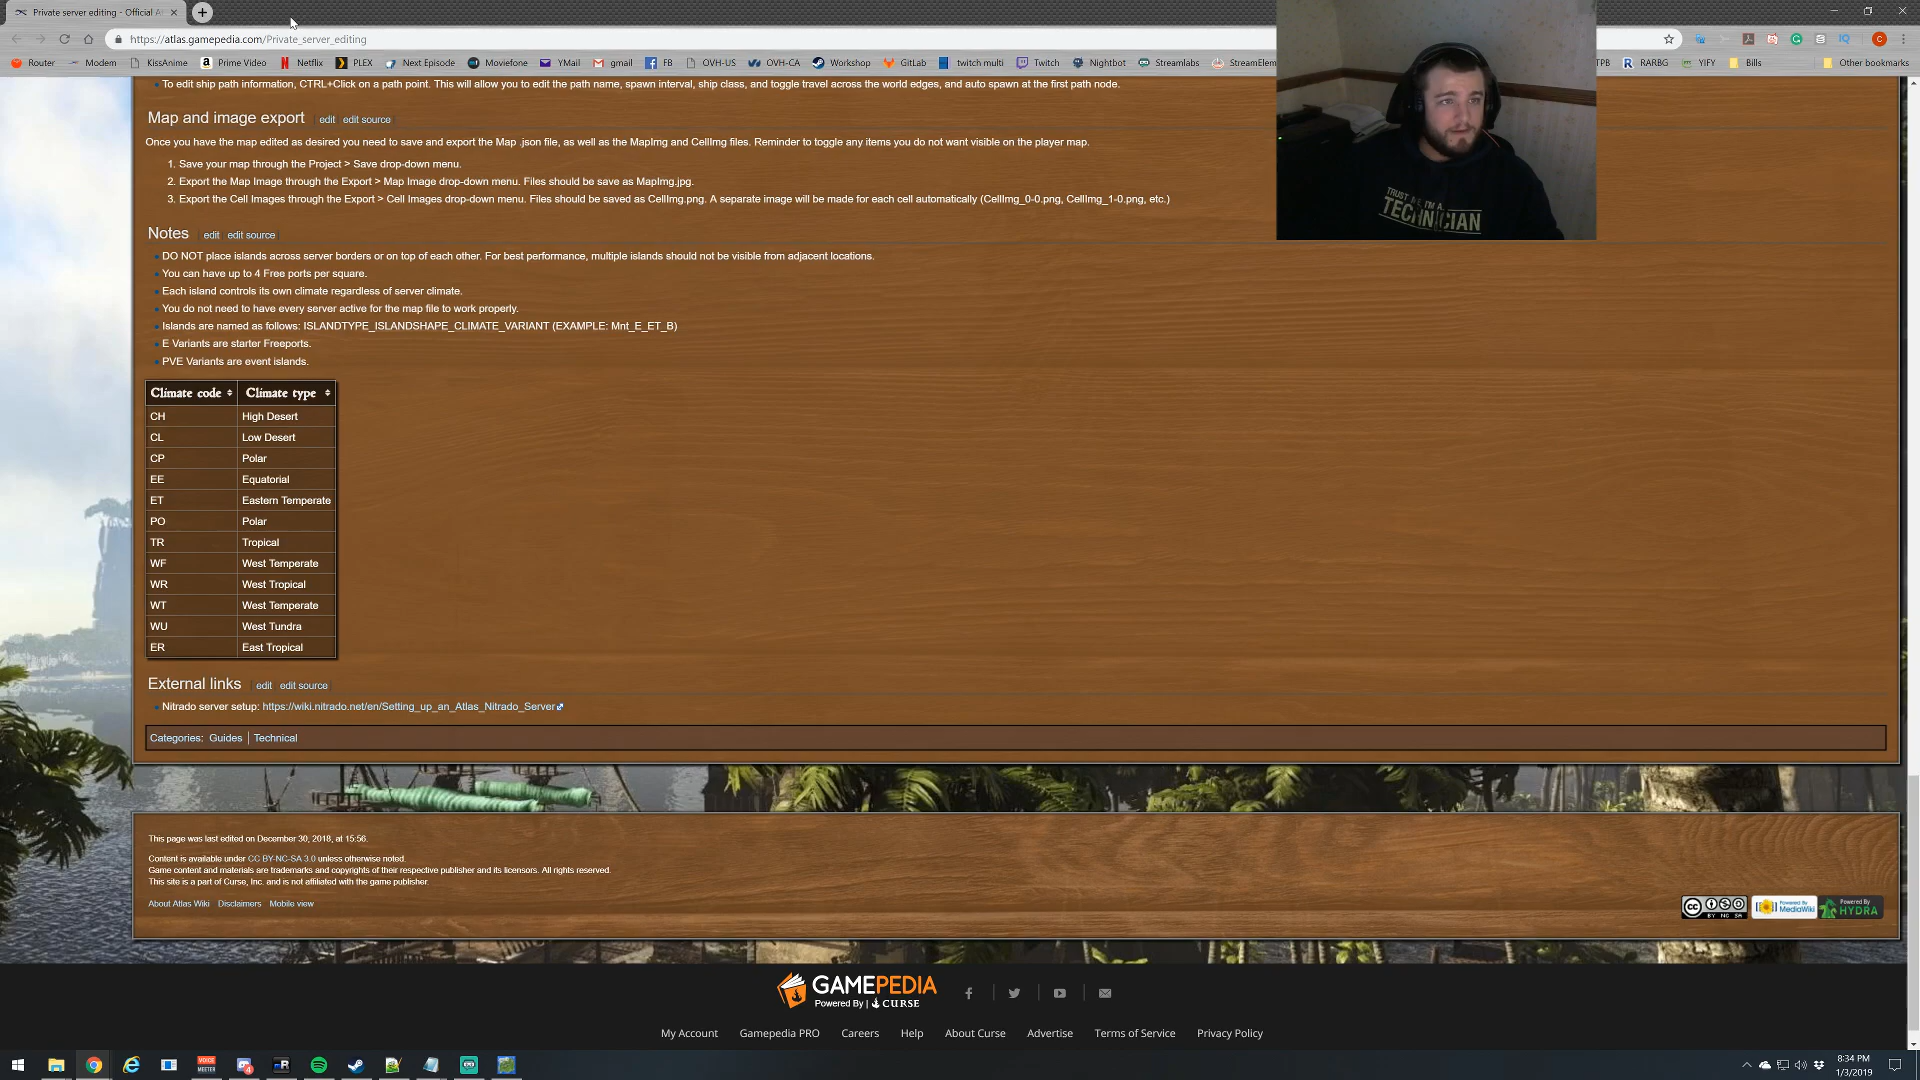 Private server editing - Official A
https://atlas.gamepedia.com/Private_server_editing
Router Modem KissAnime Prime Video Netflix PLEX Next Episode Moviefone YMail gmail FB OVH-US OVH-CA Workshop GitLab twitch multi Twitch Nightbot Streamlabs StreamElem TPB RARBG YIFY Bills Other bookmarks
To edit ship path information, CTRL+Click on a path point. This will allow you to edit the path name, spawn interval, ship class, and toggle travel across the world edges, and auto spawn at the first path node.
Map and image export edit edit source
Once you have the map edited as desired you need to save and export the Map .json file, as well as the MapImg and CellImg files. Reminder to toggle any items you do not want visible on the player map.
1. Save your map through the Project > Save drop-down menu.
2. Export the Map Image through the Export > Map Image drop-down menu. Files should be save as MapImg.jpg.
3. Export the Cell Images through the Export > Cell Images drop-down menu. Files should be saved as CellImg.png. A separate image will be made for each cell automatically (CellImg_0-0.png, CellImg_1-0.png, etc.)
TECHNICIAN
Notes edit edit source
DO NOT place islands across server borders or on top of each other. For best performance, multiple islands should not be visible from adjacent locations.
You can have up to 4 Free ports per square.
Each island controls its own climate regardless of server climate.
You do not need to have every server active for the map file to work properly.
Islands are named as follows: ISLANDTYPE_ISLANDSHAPE_CLIMATE_VARIANT (EXAMPLE: Mnt_E_ET_B)
E Variants are starter Freeports.
PVE Variants are event islands.
Climate code Climate type
CH High Desert
CL Low Desert
CP Polar
EE Equatorial
ET Eastern Temperate
PO Polar
TR Tropical
WF West Temperate
WR West Tropical
WT West Temperate
WU West Tundra
ER East Tropical
External links edit edit source
Nitrado server setup: https://wiki.nitrado.net/en/Setting_up_an_Atlas_Nitrado_Server
Categories: Guides Technical
This page was last edited on December 30, 2018, at 15:56.
Content is available under CC BY-NC-SA 3.0 unless otherwise noted.
Game content and materials are trademarks and copyrights of their respective publisher and its licensors. All rights reserved.
This site is a part of Curse, Inc. and is not affiliated with the game publisher.
About Atlas Wiki Disclaimers Mobile view
BY NC SA Powered By MediaWiki Powered By HYDRA
GAMEPEDIA
Powered By | CURSE
My Account Gamepedia PRO Careers Help About Curse Advertise Terms of Service Privacy Policy
8:34 PM
1/3/2019